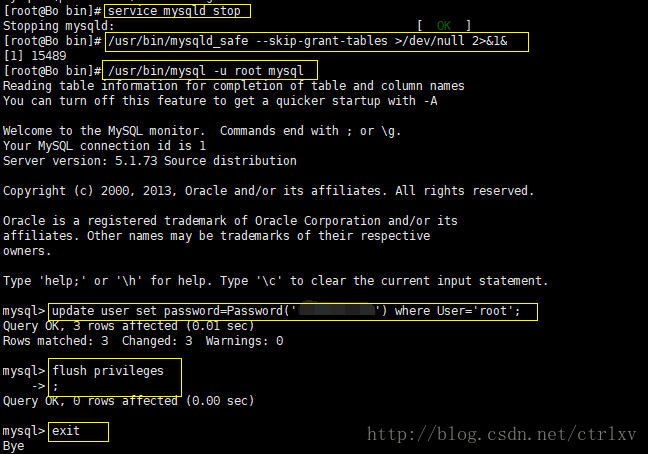 [root@Bo bin]# service mysqld stop
Stopping mysqld: [ OK ]
[root@Bo bin]# /usr/bin/mysqld_safe --skip-grant-tables >/dev/null 2>&1&
[1] 15489
[root@Bo bin]# /usr/bin/mysql -u root mysql
Reading table information for completion of table and column names
You can turn off this feature to get a quicker startup with -A
Welcome to the MySQL monitor.  Commands end with ; or \g.
Your MySQL connection id is 1
Server version: 5.1.73 Source distribution
Copyright (c) 2000, 2013, Oracle and/or its affiliates. All rights reserved.
Oracle is a registered trademark of Oracle Corporation and/or its
affiliates. Other names may be trademarks of their respective
owners.
Type 'help;' or '\h' for help. Type '\c' to clear the current input statement.
mysql> update user set password=Password('') where User='root';
Query OK, 3 rows affected (0.01 sec)
Rows matched: 3  Changed: 3  Warnings: 0
mysql> flush privileges
-> ;
Query OK, 0 rows affected (0.00 sec)
mysql> exit
Bye
http://blog.csdn.net/ctrlxv